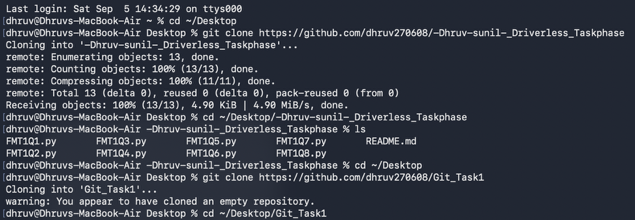 Last login: Sat Sep  5 14:34:29 on ttys000
dhruv@Dhruvs-MacBook-Air ~ % cd ~/Desktop
dhruv@Dhruvs-MacBook-Air Desktop % git clone https://github.com/dhruv270608/-Dhruv-sunil-_Driverless_Taskphase
Cloning into '-Dhruv-sunil-_Driverless_Taskphase'...
remote: Enumerating objects: 13, done.
remote: Counting objects: 100% (13/13), done.
remote: Compressing objects: 100% (11/11), done.
remote: Total 13 (delta 0), reused 0 (delta 0), pack-reused 0 (from 0)
Receiving objects: 100% (13/13), 4.90 KiB | 4.90 MiB/s, done.
dhruv@Dhruvs-MacBook-Air Desktop % cd ~/Desktop/-Dhruv-sunil-_Driverless_Taskphase
dhruv@Dhruvs-MacBook-Air -Dhruv-sunil-_Driverless_Taskphase % ls
FMT1Q1.py FMT1Q3.py FMT1Q5.py FMT1Q7.py README.md
FMT1Q2.py FMT1Q4.py FMT1Q6.py FMT1Q8.py
dhruv@Dhruvs-MacBook-Air -Dhruv-sunil-_Driverless_Taskphase % cd ~/Desktop
dhruv@Dhruvs-MacBook-Air Desktop % git clone https://github.com/dhruv270608/Git_Task1
Cloning into 'Git_Task1'...
warning: You appear to have cloned an empty repository.
dhruv@Dhruvs-MacBook-Air Desktop % cd ~/Desktop/Git_Task1